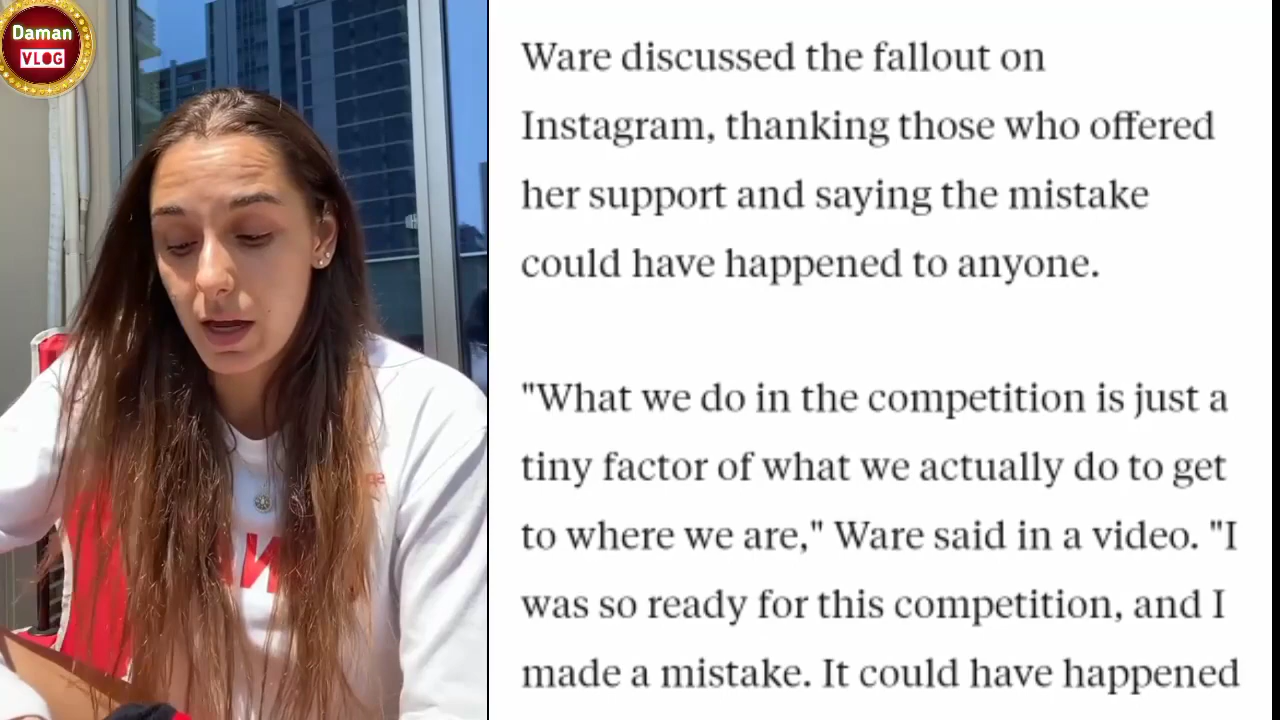 Daman
VLOG
Ware discussed the fallout on
Instagram, thanking those who offered
her support and saying the mistake
could have happened to anyone.
"What we do in the competition is just a
tiny factor of what we actually do to get
to where we are," Ware said in a video. "I
was so ready for this competition, and I
made a mistake. It could have happened